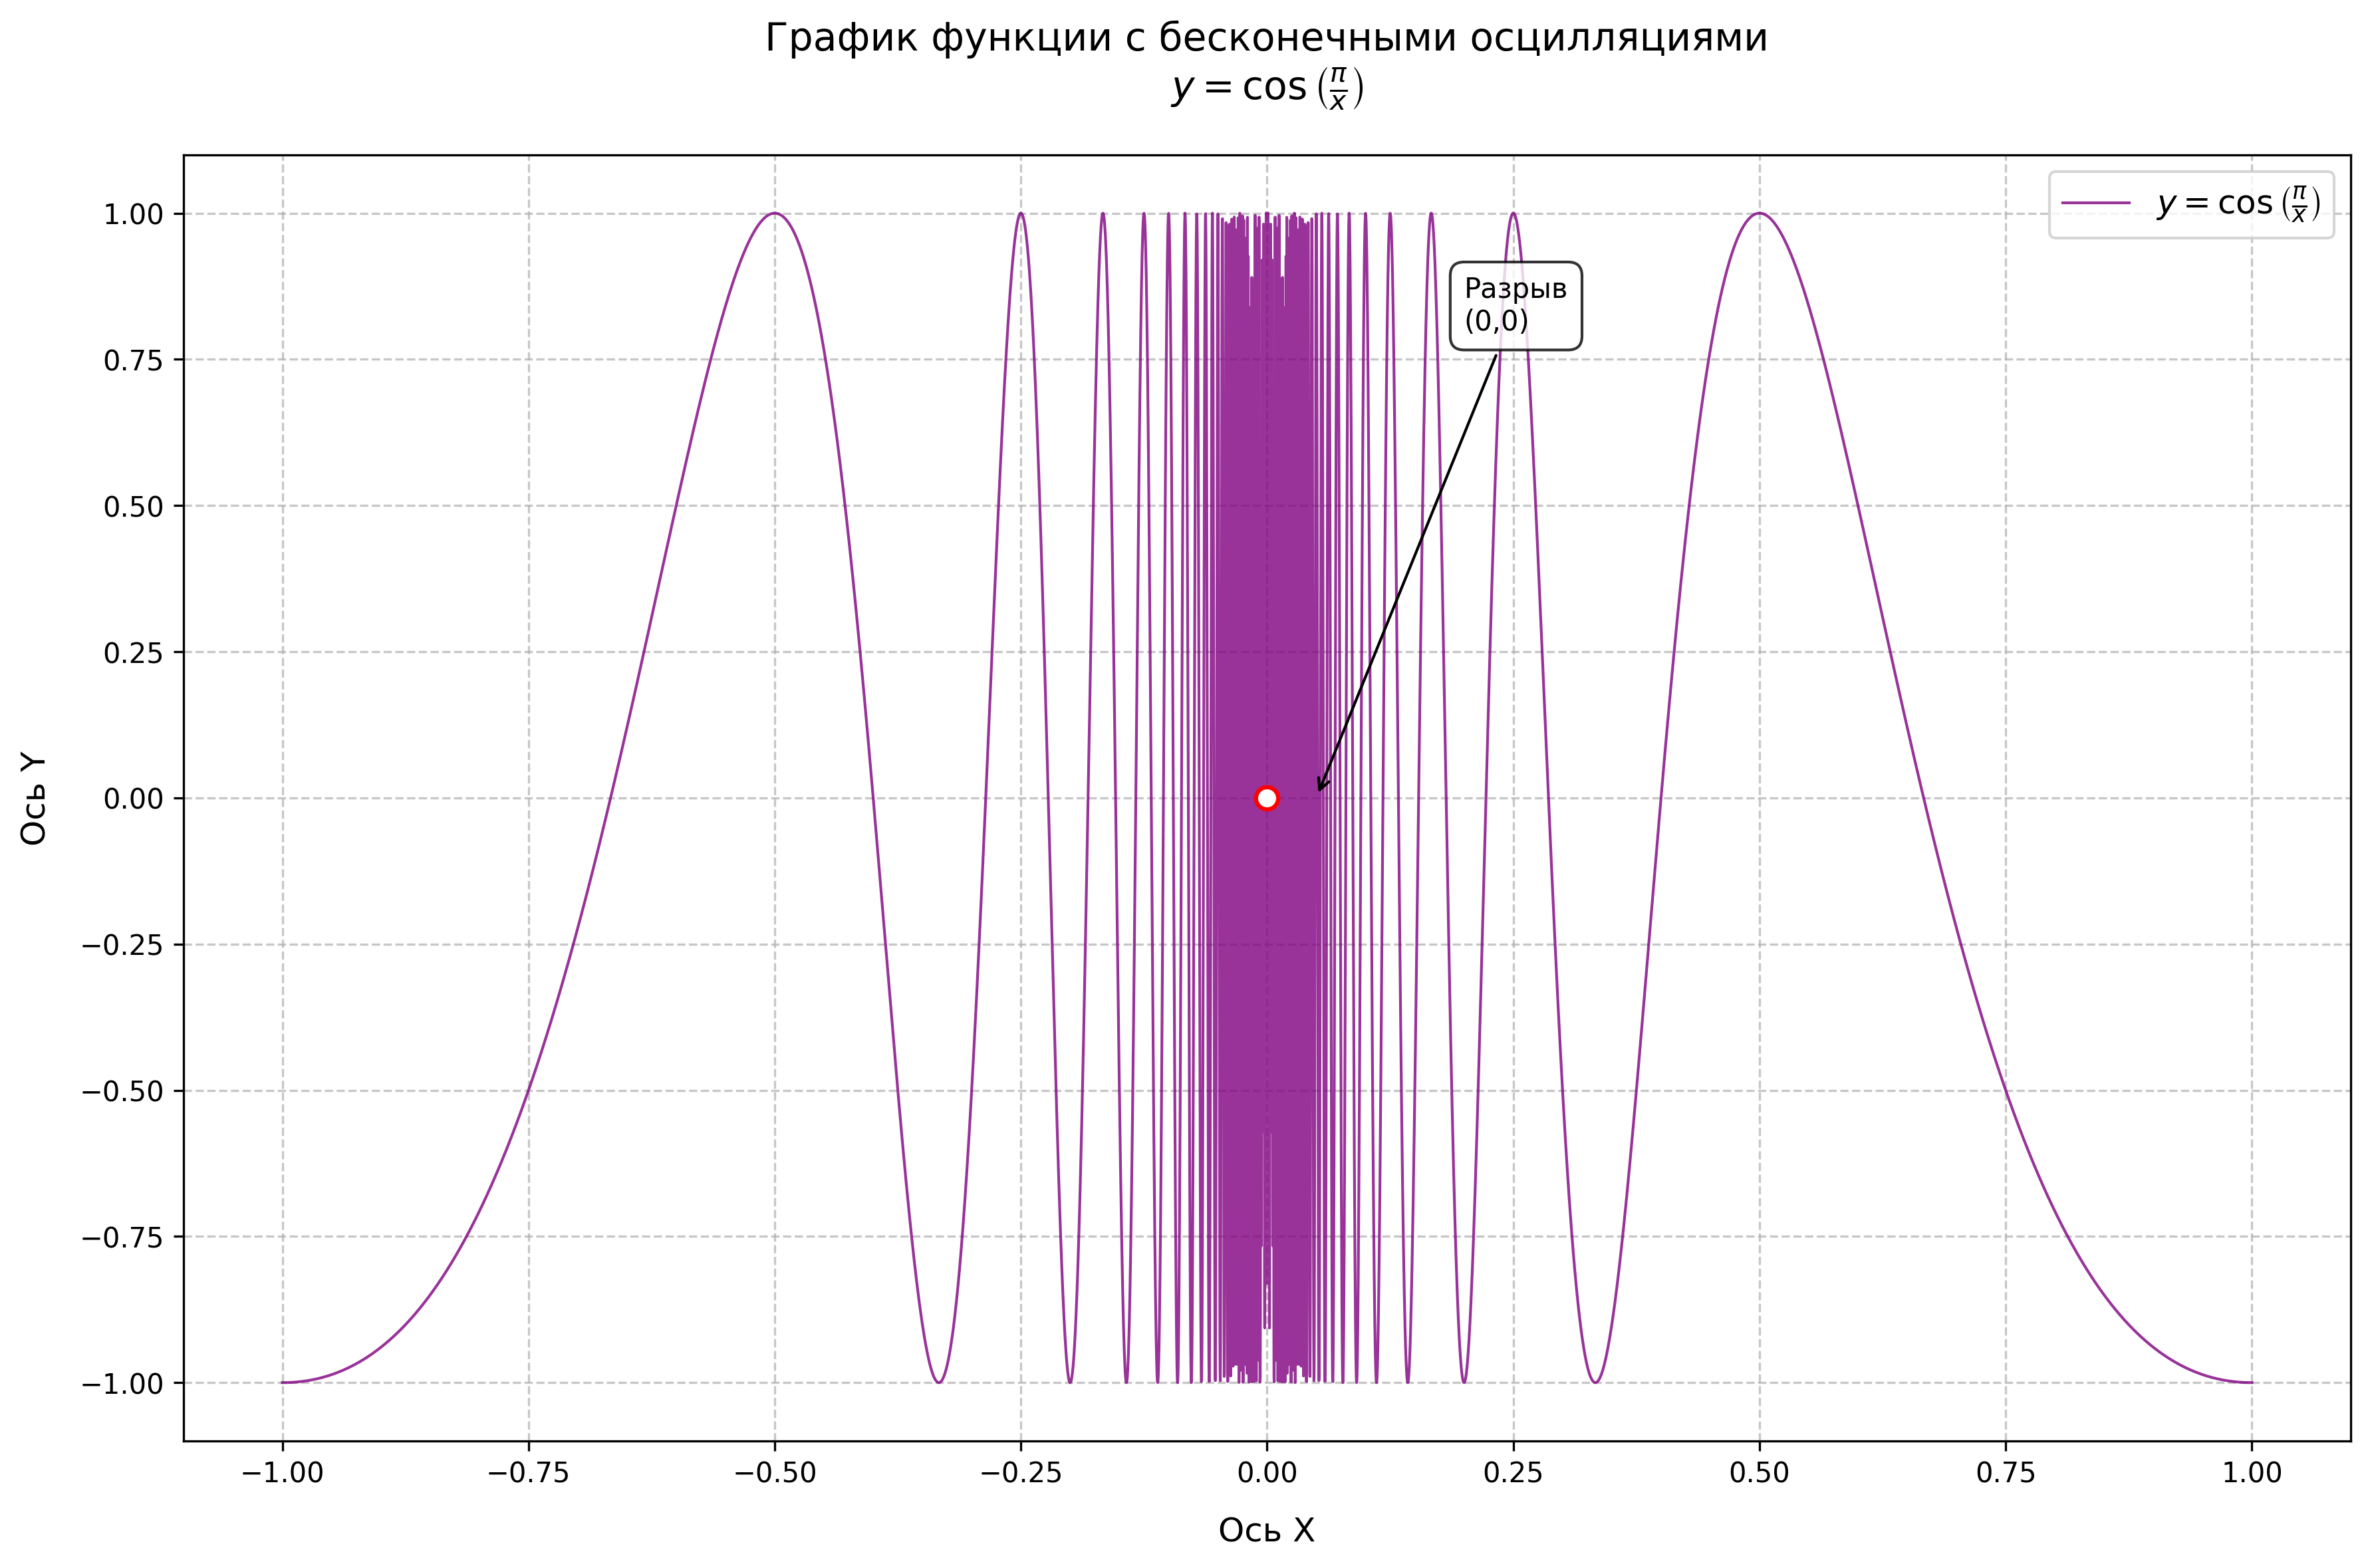 График функции с бесконечными осцилляциями
y = cos(π/x)
y = cos(π/x)
Разрыв
(0,0)
1.00
0.75
0.50
0.25
0.00
−0.25
−0.50
−0.75
−1.00
Ось Y
−1.00 −0.75 −0.50 −0.25 0.00 0.25 0.50 0.75 1.00
Ось X